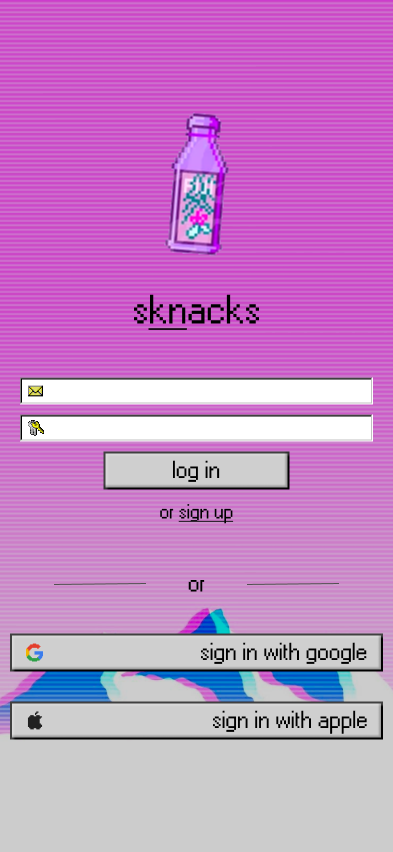 sknacks
log in
or sign up
or
sign in with google
sign in with apple